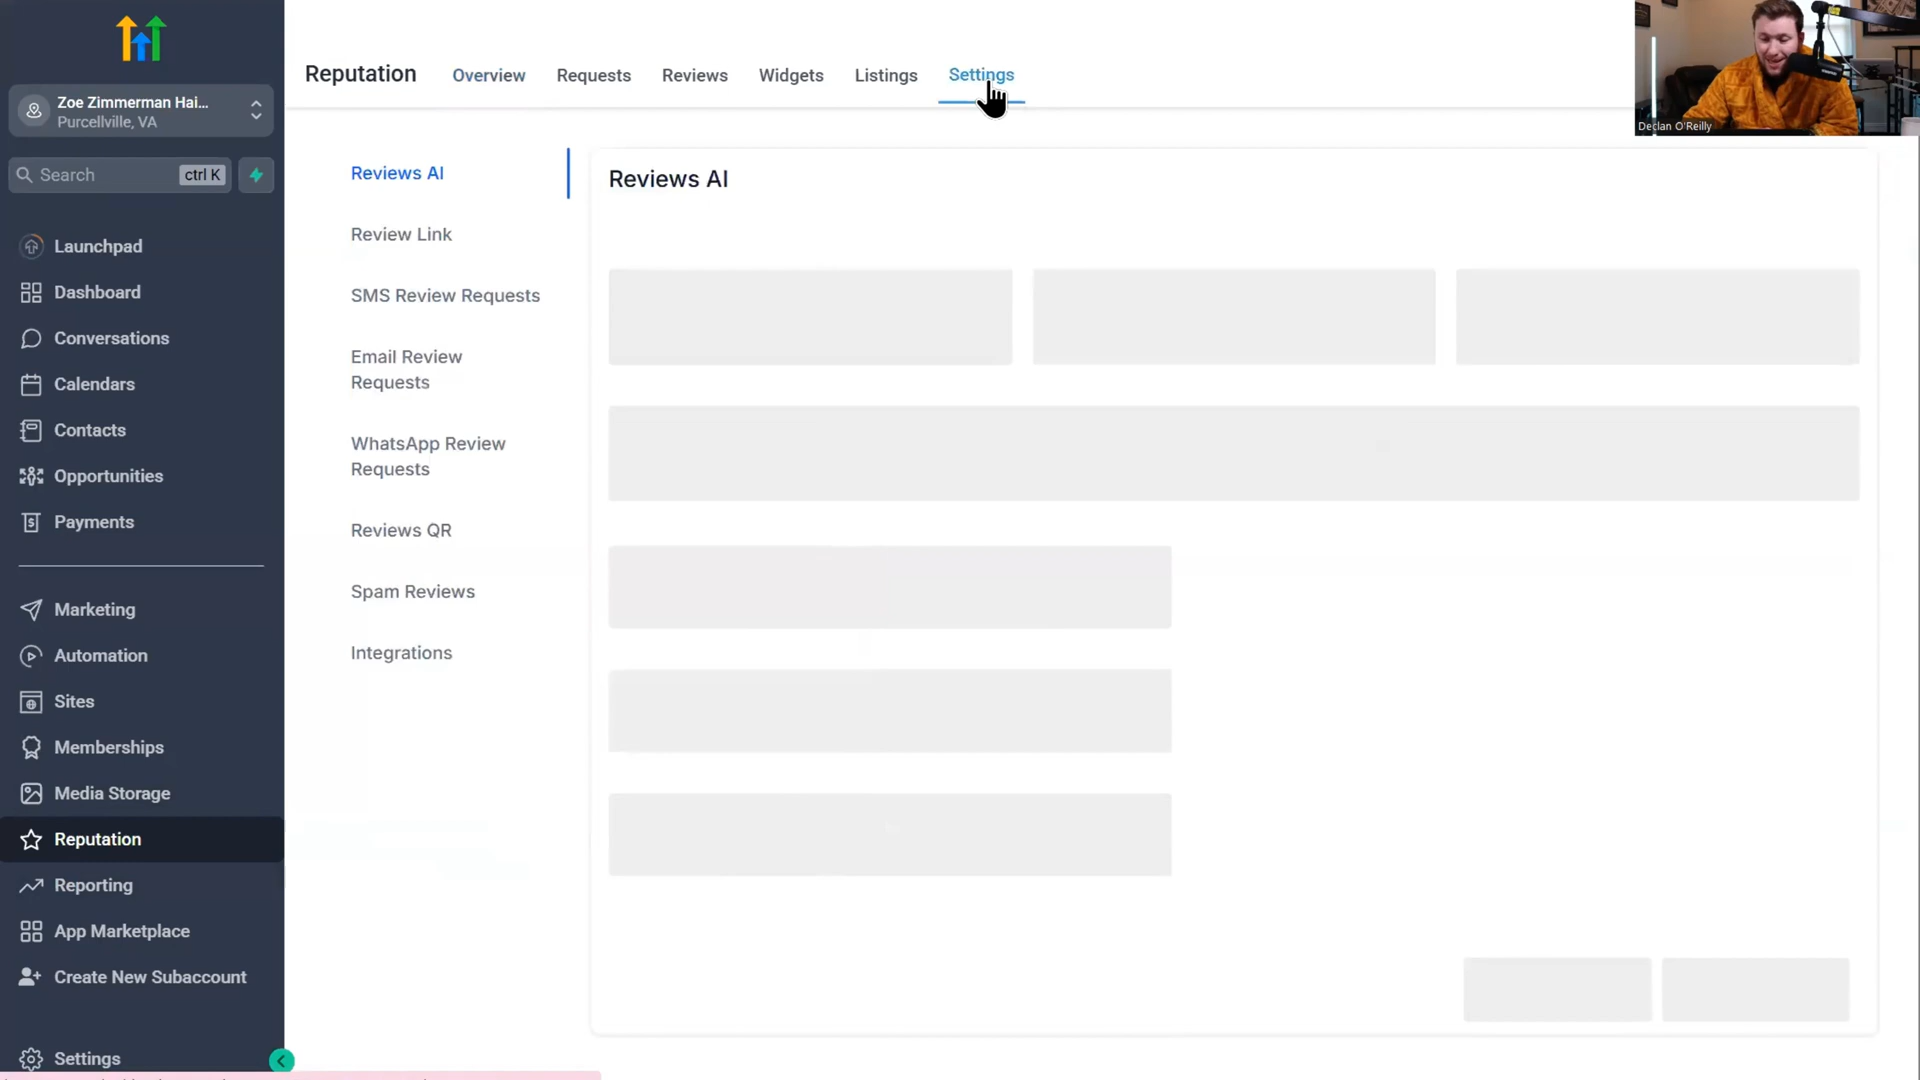 Zoe Zimmerman Hai...
Purcellville, VA
Search
ctrl K
Launchpad
Dashboard
Conversations
Calendars
Contacts
Opportunities
Payments
Marketing
Automation
Sites
Memberships
Media Storage
Reputation
Reporting
App Marketplace
Create New Subaccount
Settings
Reputation
Overview
Requests
Reviews
Widgets
Listings
Settings
Declan O'Reilly
Reviews AI
Review Link
SMS Review Requests
Email Review
Requests
WhatsApp Review
Requests
Reviews QR
Spam Reviews
Integrations
Reviews AI